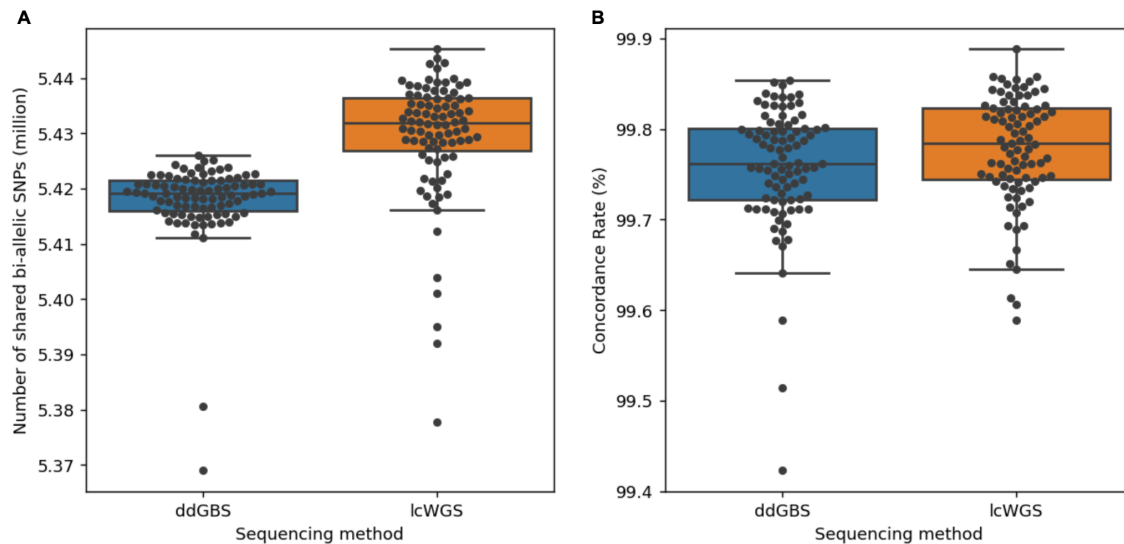 A
Number of shared bi-allelic SNPs (million)
5.44
5.43
5.42
5.41
5.40
5.39
5.38
5.37
ddGBS
lcWGS
Sequencing method
B
Concordance Rate (%)
99.9
99.8
99.7
99.6
99.5
99.4
ddGBS
lcWGS
Sequencing method